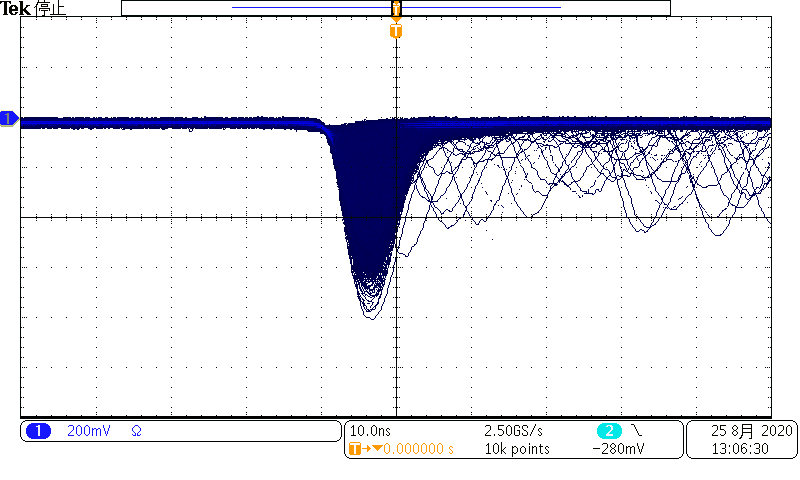 Tek 停止
T
T
1
1 200mV Ω
10.0ns 2.50GS/s 2
T→▼0.000000 s 10k points −280mV
25 8月 2020
13:06:30